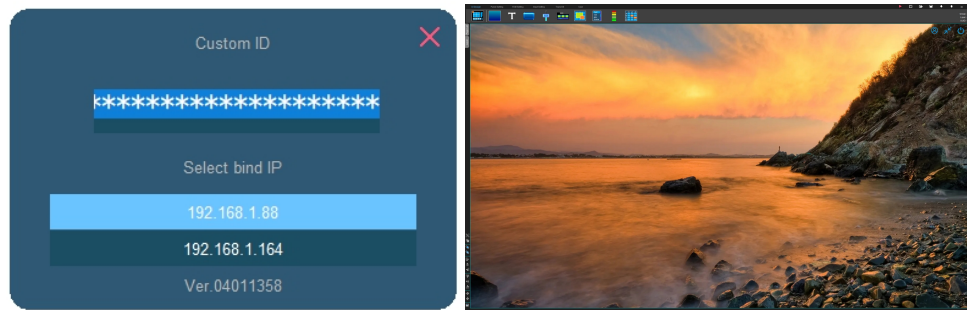 Custom ID
********************
Select bind IP
192.168.1.88
192.168.1.164
Ver.04011358
T